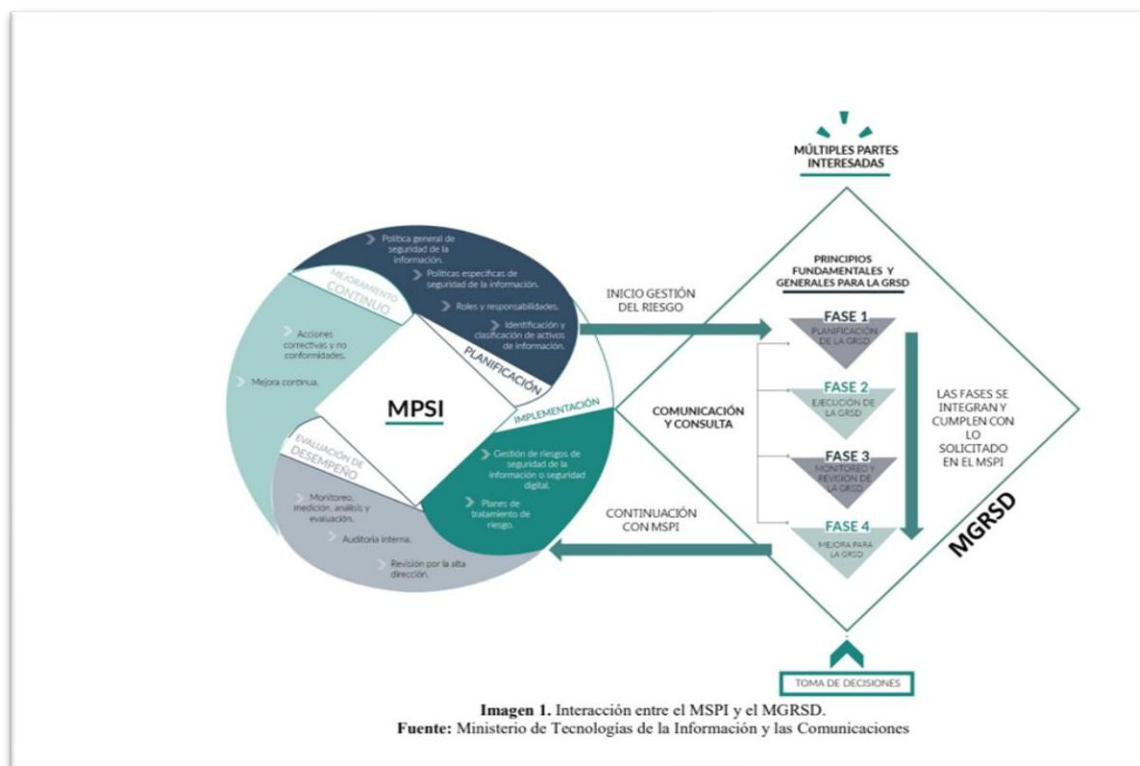 MÚLTIPLES PARTES
INTERESADAS
Política general de
seguridad de la
información.
Políticas específicas de
seguridad de la información.
Roles y responsabilidades.
Identificación y
clasificación de activos
de información.
PLANIFICACIÓN
MEJORAMIENTO
CONTINUO
Acciones
correctivas y no
conformidades.
Mejora continua.
MPSI
IMPLEMENTACIÓN
Gestión de riesgos de
seguridad de la
información o seguridad
digital.
Planes de
tratamiento de
riesgo.
EVALUACIÓN DE
DESEMPEÑO
Monitoreo,
medición, análisis y
evaluación.
Auditoria interna.
Revisión por la alta
dirección.
INICIO GESTIÓN
DEL RIESGO
COMUNICACIÓN
Y CONSULTA
CONTINUACIÓN
CON MSPI
PRINCIPIOS
FUNDAMENTALES Y
GENERALES PARA LA GRSD
FASE 1
PLANIFICACIÓN
DE LA GRSD
FASE 2
EJECUCIÓN DE
LA GRSD
FASE 3
MONITOREO Y
REVISIÓN DE
LA GRSD
FASE 4
MEJORA PARA
LA GRSD
LAS FASES SE
INTEGRAN Y
CUMPLEN CON
LO
SOLICITADO
EN EL MSPI
MGRSD
TOMA DE DECISIONES
Imagen 1. Interacción entre el MSPI y el MGRSD.
Fuente: Ministerio de Tecnologías de la Información y las Comunicaciones